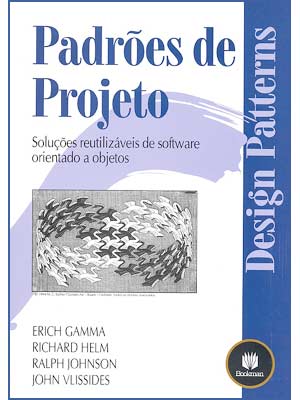 Padrões de
Projeto
Soluções reutilizáveis de software
orientado a objetos
Design Patterns
ERICH GAMMA
RICHARD HELM
RALPH JOHNSON
JOHN VLISSIDES
Bookman